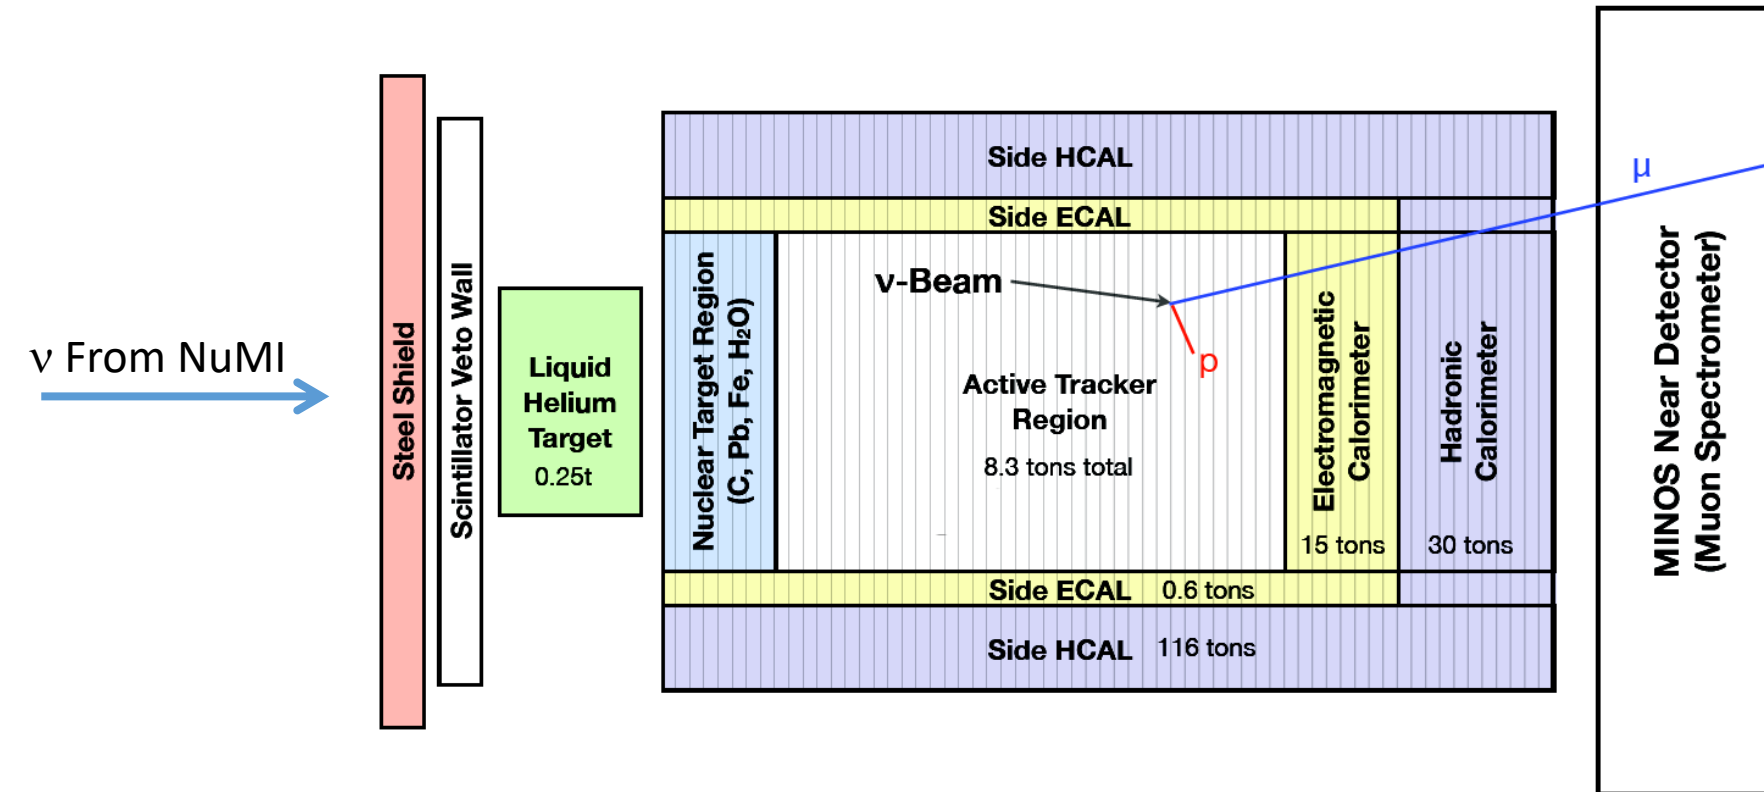 ν From NuMI
Steel Shield
Scintillator Veto Wall
Liquid
Helium
Target
0.25t
Side HCAL
Side ECAL
Nuclear Target Region
(C, Pb, Fe, H₂O)
ν-Beam
p
Active Tracker
Region
8.3 tons total
Electromagnetic
Calorimeter
15 tons
Hadronic
Calorimeter
30 tons
Side ECAL 0.6 tons
Side HCAL 116 tons
μ
MINOS Near Detector
(Muon Spectrometer)